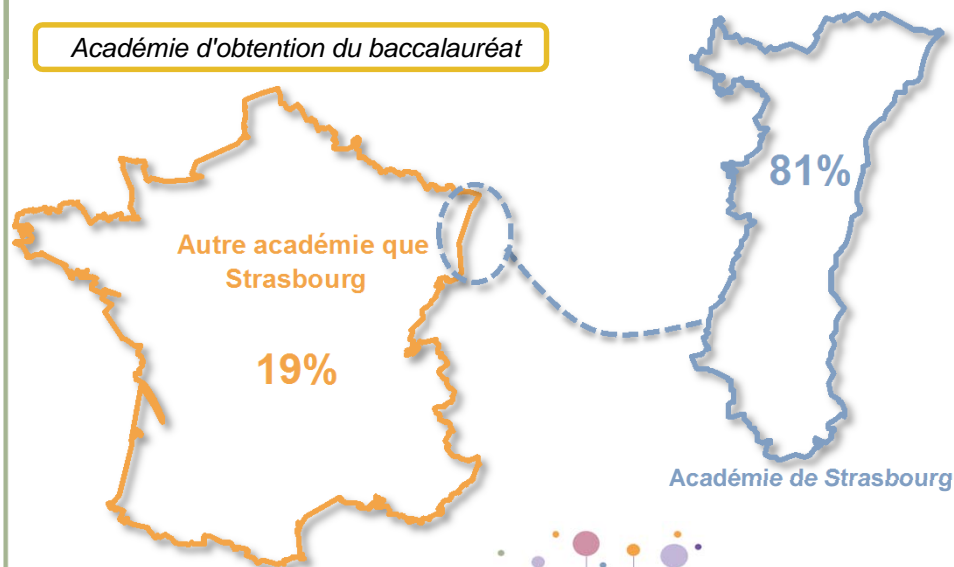 Académie d'obtention du baccalauréat
81%
Autre académie que
Strasbourg
19%
Académie de Strasbourg